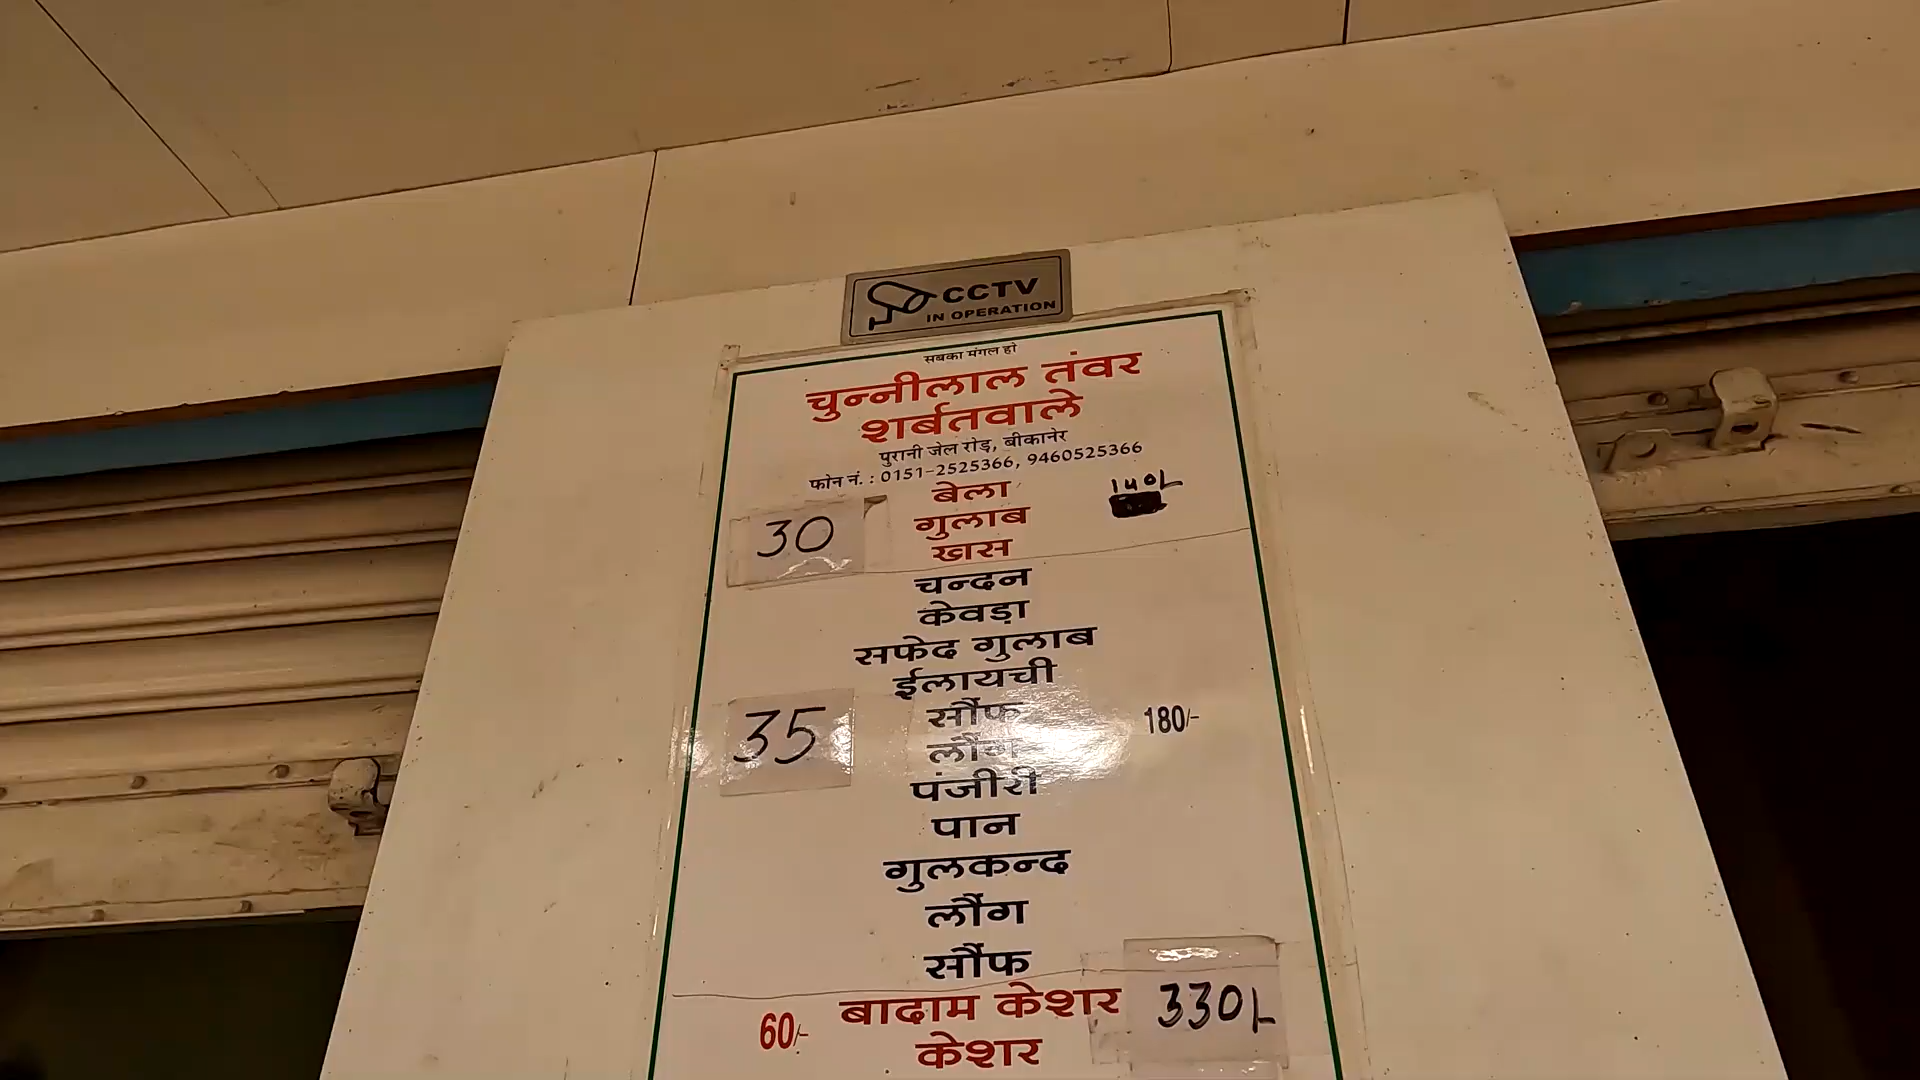 CCTV
IN OPERATION
सबका मंगल हो
चुन्नीलाल तंवर
शर्बतवाले
पुरानी जेल रोड़, बीकानेर
फोन नं. : 0151-2525366, 9460525366
बेला 140/-
30 गुलाब
खस
चन्दन
केवड़ा
सफेद गुलाब
ईलायची
35 सौंफ 180/-
लौंग
पंजीरी
पान
गुलकन्द
लौंग
सौंफ
60/- बादाम केशर 330/-
केशर